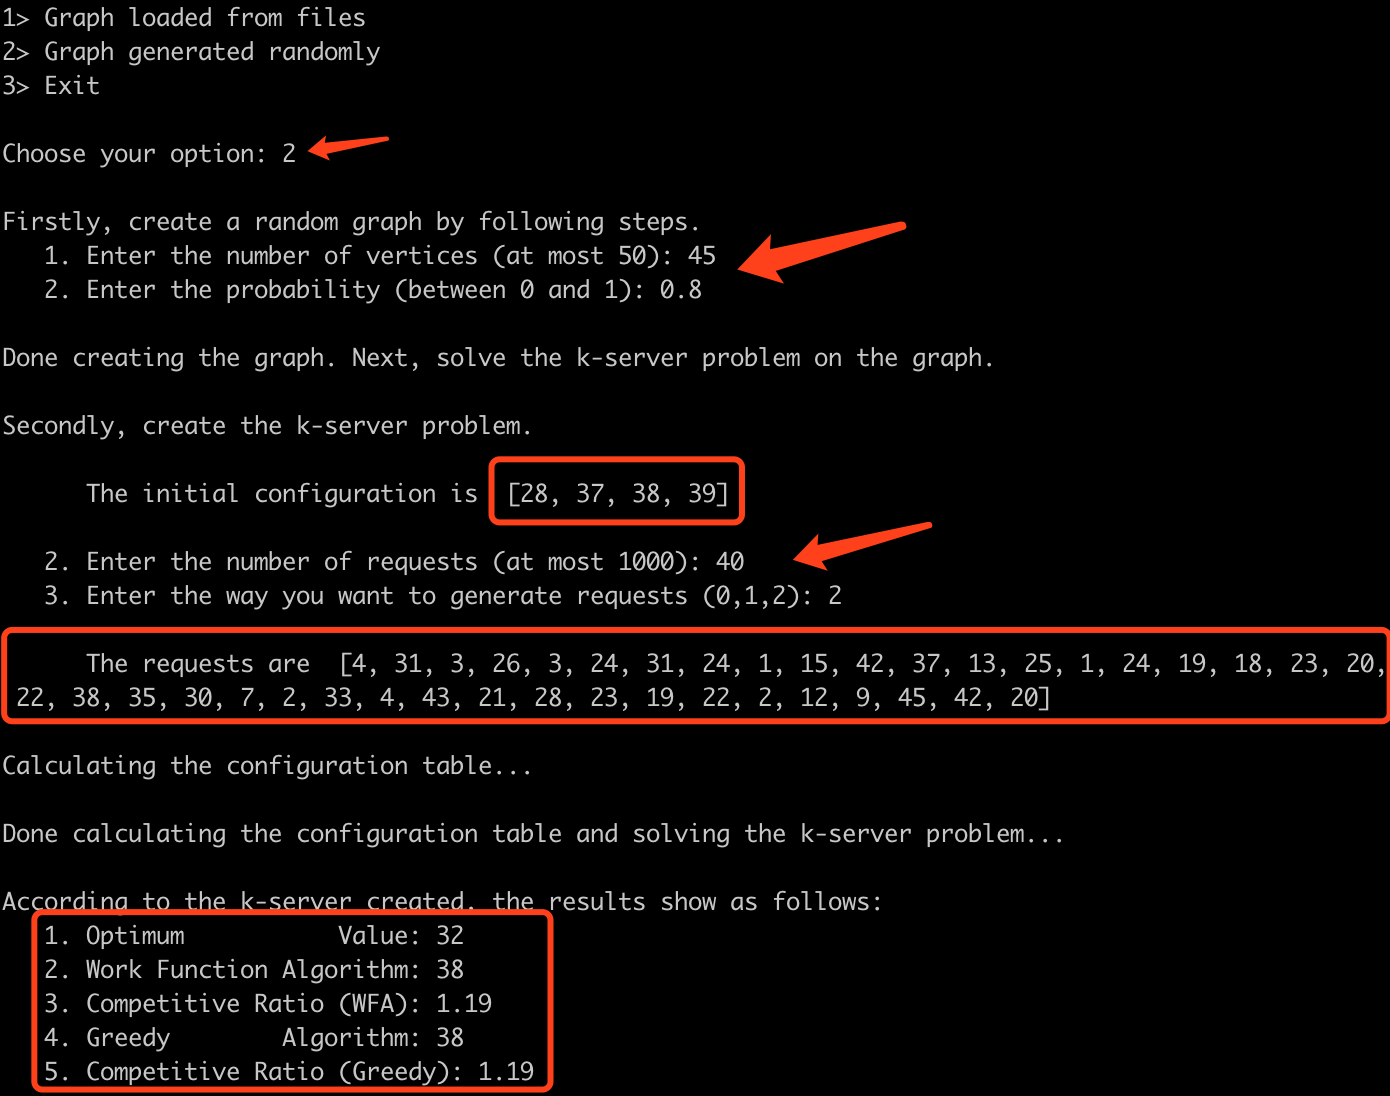 1> Graph loaded from files
2> Graph generated randomly
3> Exit
Choose your option: 2
Firstly, create a random graph by following steps.
1. Enter the number of vertices (at most 50): 45
2. Enter the probability (between 0 and 1): 0.8
Done creating the graph. Next, solve the k-server problem on the graph.
Secondly, create the k-server problem.
The initial configuration is [28, 37, 38, 39]
2. Enter the number of requests (at most 1000): 40
3. Enter the way you want to generate requests (0,1,2): 2
The requests are [4, 31, 3, 26, 3, 24, 31, 24, 1, 15, 42, 37, 13, 25, 1, 24, 19, 18, 23, 20,
22, 38, 35, 30, 7, 2, 33, 4, 43, 21, 28, 23, 19, 22, 2, 12, 9, 45, 42, 20]
Calculating the configuration table...
Done calculating the configuration table and solving the k-server problem...
According to the k-server created, the results show as follows:
1. Optimum Value: 32
2. Work Function Algorithm: 38
3. Competitive Ratio (WFA): 1.19
4. Greedy Algorithm: 38
5. Competitive Ratio (Greedy): 1.19